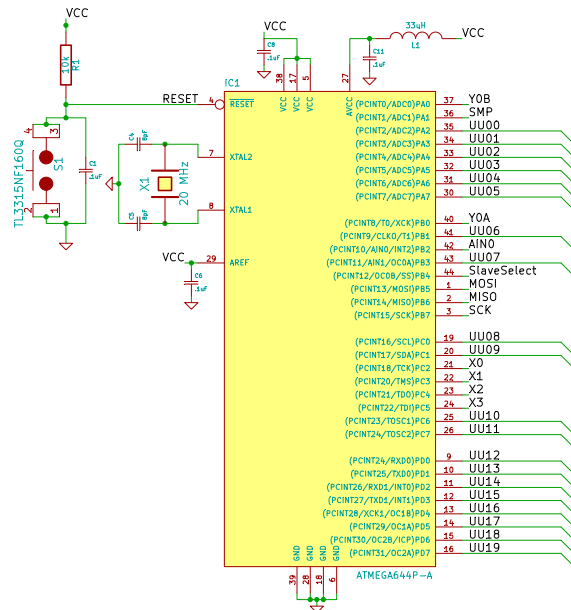 VCC
10k
R1
RESET
4
3
2
1
TL3315NF160Q
S1
.1uF
C4
8pF
C5
8pF
X1
20 MHz
VCC
C6
.1uF
VCC
C8
.1uF
C11
.1uF
33uH
L1
VCC
IC1
38
17
5
27
VCC
VCC
VCC
AVCC
4 RESET
7 XTAL2
8 XTAL1
29 AREF
(PCINT0/ADC0)PA0 37 Y0B
(PCINT1/ADC1)PA1 36 SMP
(PCINT2/ADC2)PA2 35 UU00
(PCINT3/ADC3)PA3 34 UU01
(PCINT4/ADC4)PA4 33 UU02
(PCINT5/ADC5)PA5 32 UU03
(PCINT6/ADC6)PA6 31 UU04
(PCINT7/ADC7)PA7 30 UU05
(PCINT8/T0/XCK)PB0 40 Y0A
(PCINT9/CLKO/T1)PB1 41 UU06
(PCINT10/AIN0/INT2)PB2 42 AIN0
(PCINT11/AIN1/OC0A)PB3 43 UU07
(PCINT12/OC0B/SS)PB4 44 SlaveSelect
(PCINT13/MOSI)PB5 1 MOSI
(PCINT14/MISO)PB6 2 MISO
(PCINT15/SCK)PB7 3 SCK
(PCINT16/SCL)PC0 19 UU08
(PCINT17/SDA)PC1 20 UU09
(PCINT18/TCK)PC2 21 X0
(PCINT20/TMS)PC3 22 X1
(PCINT21/TDO)PC4 23 X2
(PCINT22/TDI)PC5 24 X3
(PCINT23/TOSC1)PC6 25 UU10
(PCINT24/TOSC2)PC7 26 UU11
(PCINT24/RXD0)PD0 9 UU12
(PCINT25/TXD0)PD1 10 UU13
(PCINT26/RXD1/INT0)PD2 11 UU14
(PCINT27/TXD1/INT1)PD3 12 UU15
(PCINT28/XCK1/OC1B)PD4 13 UU16
(PCINT29/OC1A)PD5 14 UU17
(PCINT30/OC2B/ICP)PD6 15 UU18
(PCINT31/OC2A)PD7 16 UU19
GND
GND
GND
GND
39
28
18
6
ATMEGA644P-A